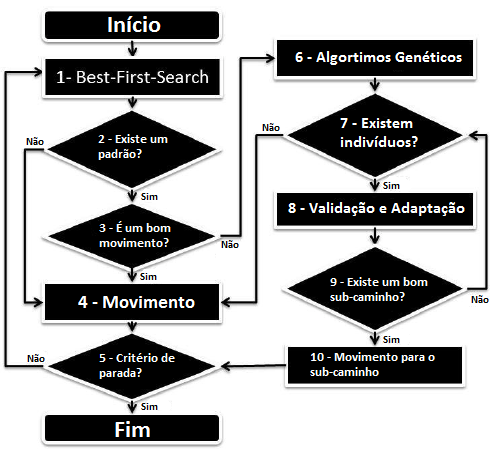 Início
1- Best-First-Search
2 - Existe um
padrão?
Não
Sim
3 - É um bom
movimento?
Não
Sim
4 - Movimento
5 - Critério de
parada?
Não
Sim
Fim
6 - Algortimos Genéticos
7 - Existem
indivíduos?
Não
Sim
8 - Validação e Adaptação
9 - Existe um bom
sub-caminho?
Não
Sim
10 - Movimento para o
sub-caminho